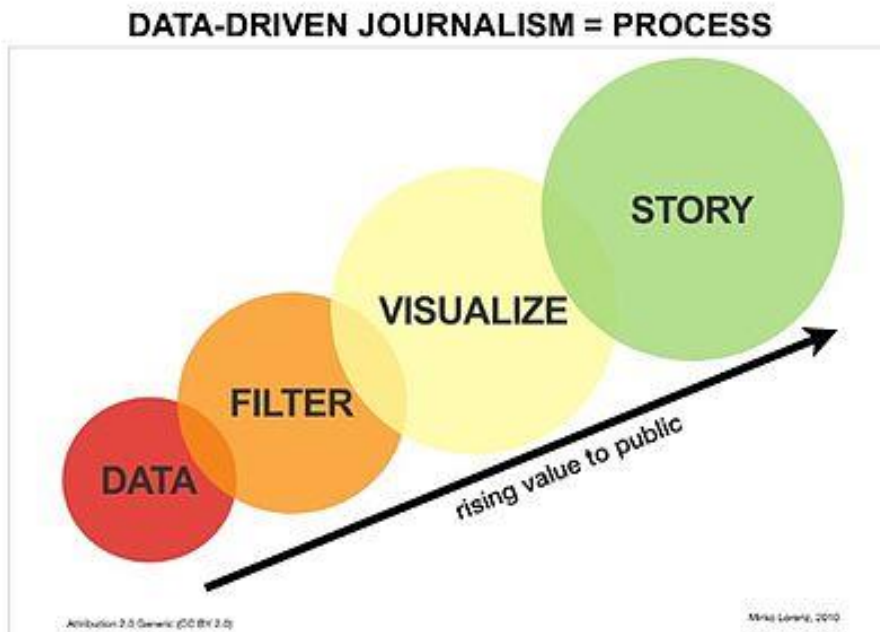 DATA-DRIVEN JOURNALISM = PROCESS
STORY
VISUALIZE
FILTER
DATA
rising value to public
Attribution 2.0 Generic (CC BY 2.0)
Mirko Lorenz, 2010